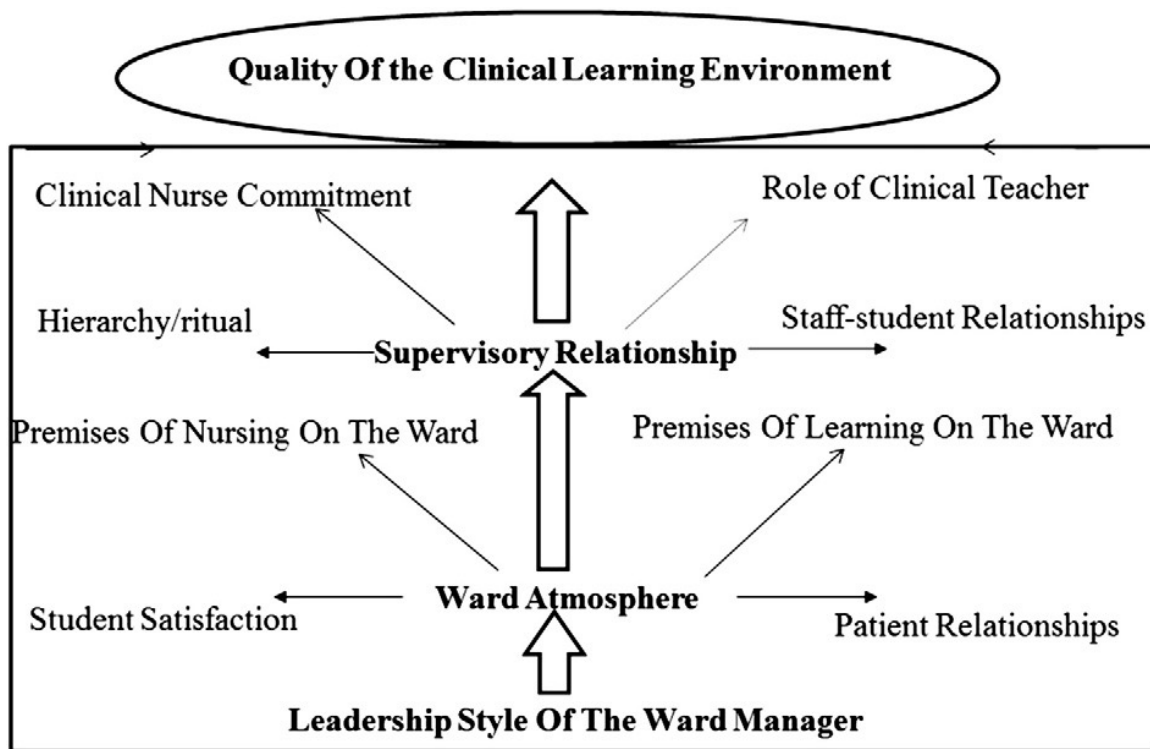 Quality Of the Clinical Learning Environment
Clinical Nurse Commitment
Role of Clinical Teacher
Hierarchy/ritual
Staff-student Relationships
Supervisory Relationship
Premises Of Nursing On The Ward
Premises Of Learning On The Ward
Ward Atmosphere
Student Satisfaction
Patient Relationships
Leadership Style Of The Ward Manager